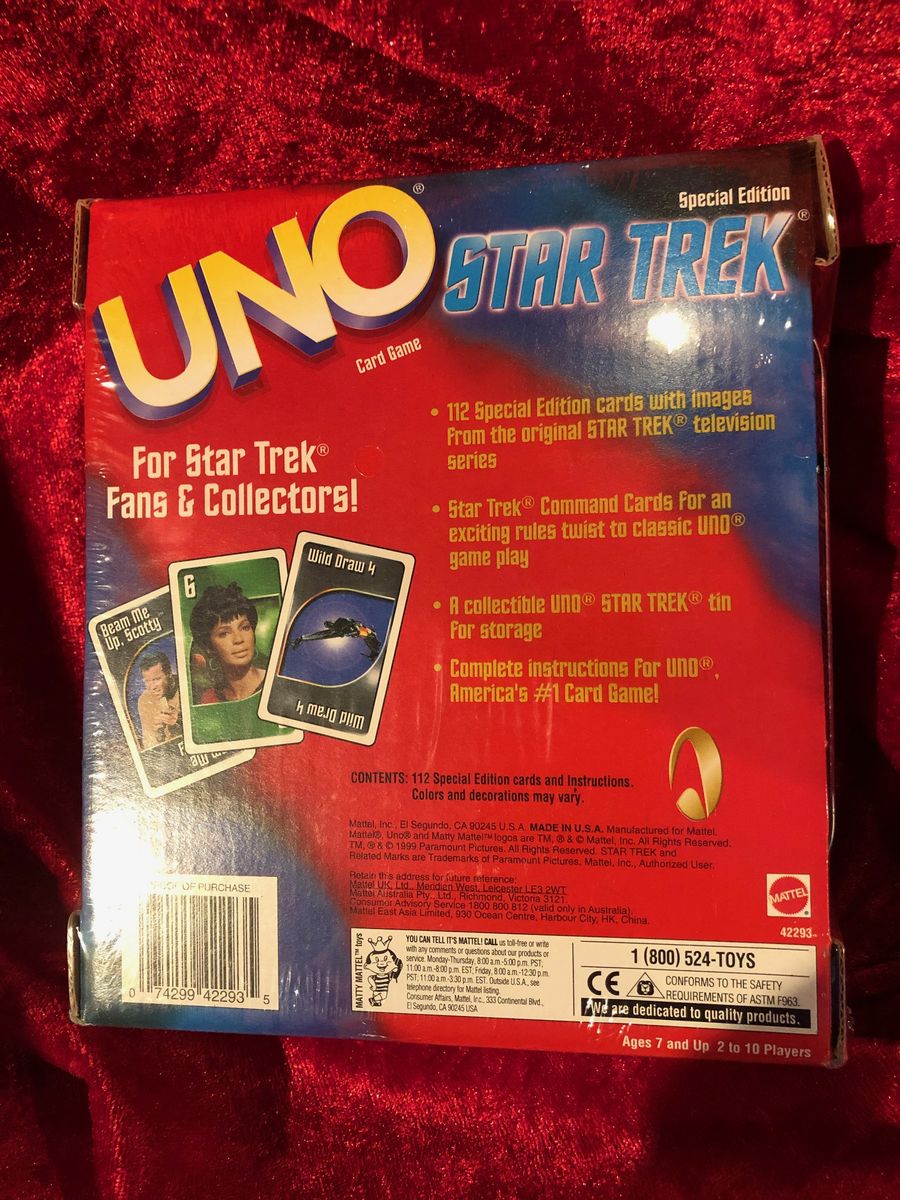 UNO®
Card Game
Special Edition
STAR TREK®
For Star Trek®
Fans & Collectors!
• 112 Special Edition cards with images
from the original STAR TREK® television
series
• Star Trek® Command Cards for an
exciting rules twist to classic UNO®
game play
• A collectible UNO® STAR TREK® tin
for storage
• Complete instructions for UNO®,
America's #1 Card Game!
Beam Me
Up, Scotty
6
Wild Draw 4
Wild Draw 4
CONTENTS: 112 Special Edition cards and Instructions.
Colors and decorations may vary.
Mattel, Inc., El Segundo, CA 90245 U.S.A. MADE IN U.S.A. Manufactured for Mattel.
Mattel®, Uno® and Matty Mattel™ logos are TM, ® & © Mattel, Inc. All Rights Reserved.
TM, ® & © 1999 Paramount Pictures. All Rights Reserved. STAR TREK and
Related Marks are Trademarks of Paramount Pictures. Mattel, Inc., Authorized User.
Retain this address for future reference:
Mattel UK, Ltd., Meridian West, Leicester LE3 2WT
Mattel Australia Pty., Ltd., Richmond, Victoria 3121.
Consumer Advisory Service 1800 800 812 (valid only in Australia).
Mattel East Asia Limited, 930 Ocean Centre, Harbour City, HK, China.
MATTEL®
42293
PROOF OF PURCHASE
0 74299 42293 5
MATTY MATTEL™ toys
YOU CAN TELL IT'S MATTEL! CALL us toll-free or write
with any comments or questions about our products or
service. Monday-Thursday, 8:00 a.m.-5:00 p.m. PST;
11:00 a.m.-8:00 p.m. EST; Friday, 8:00 a.m.-12:30 p.m.
PST; 11:00 a.m.-3:30 p.m. EST. Outside U.S.A., see
telephone directory for Mattel listing.
Consumer Affairs, Mattel, Inc., 333 Continental Blvd.,
El Segundo, CA 90245 USA
1 (800) 524-TOYS
CE
CONFORMS TO THE SAFETY
REQUIREMENTS OF ASTM F963.
We are dedicated to quality products.
Ages 7 and Up 2 to 10 Players